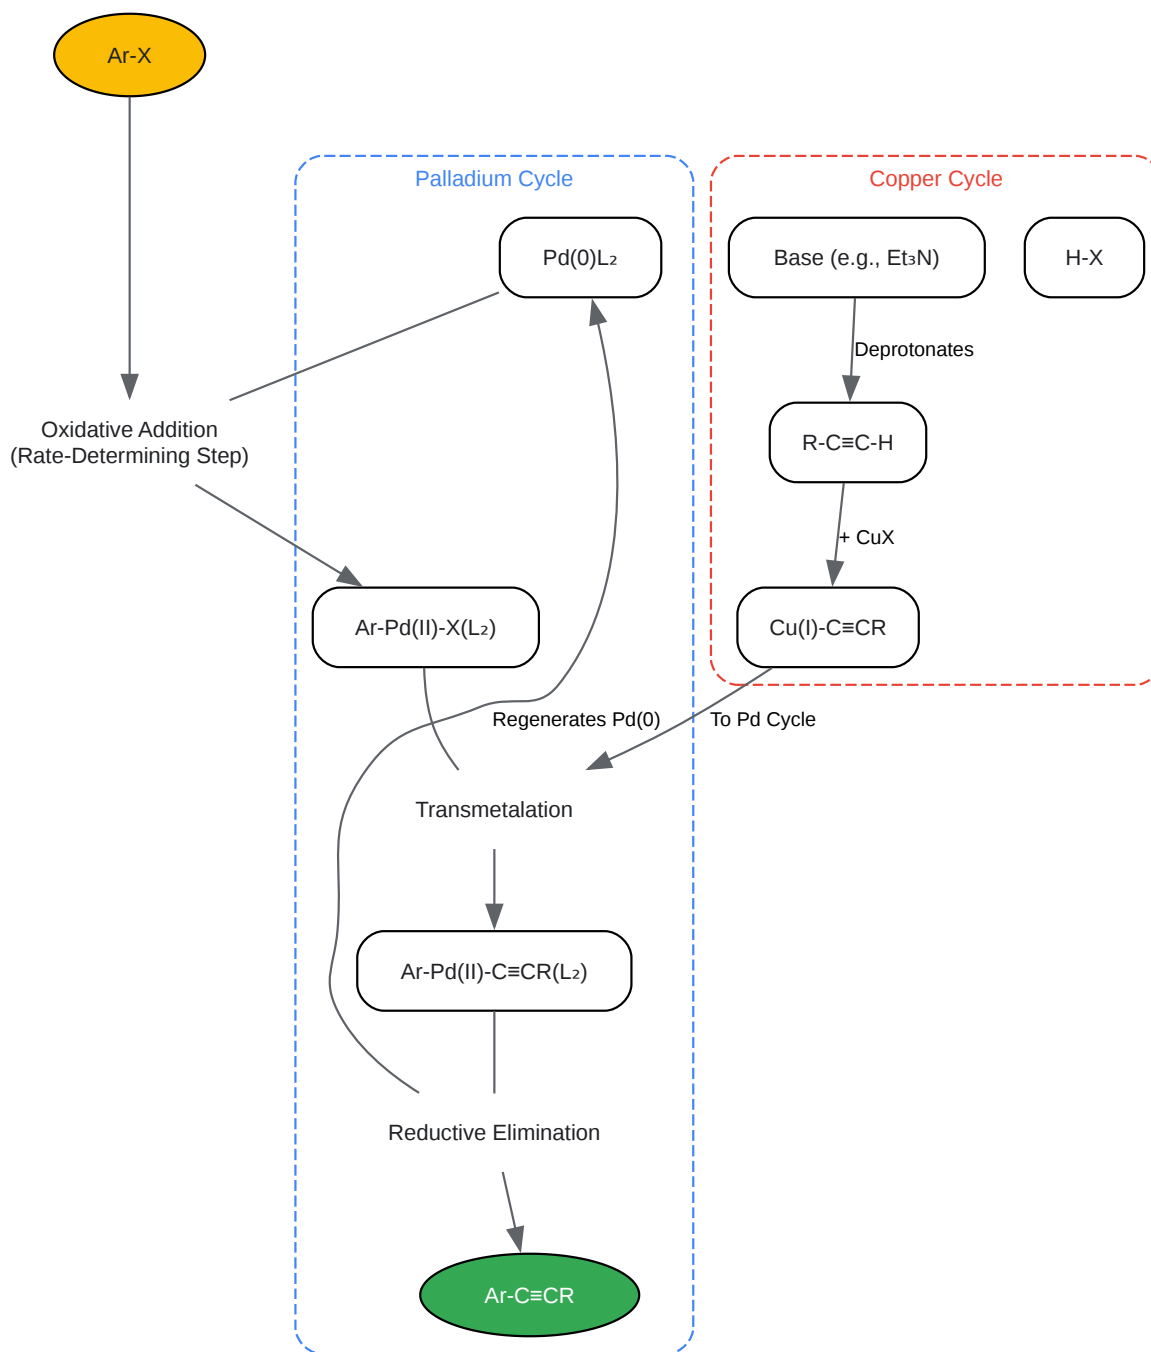 Ar-X
Palladium Cycle
Copper Cycle
Pd(0)L₂
Base (e.g., Et₃N)
H-X
Deprotonates
Oxidative Addition
(Rate-Determining Step)
R-C≡C-H
+ CuX
Ar-Pd(II)-X(L₂)
Cu(I)-C≡CR
Regenerates Pd(0)
To Pd Cycle
Transmetalation
Ar-Pd(II)-C≡CR(L₂)
Reductive Elimination
Ar-C≡CR